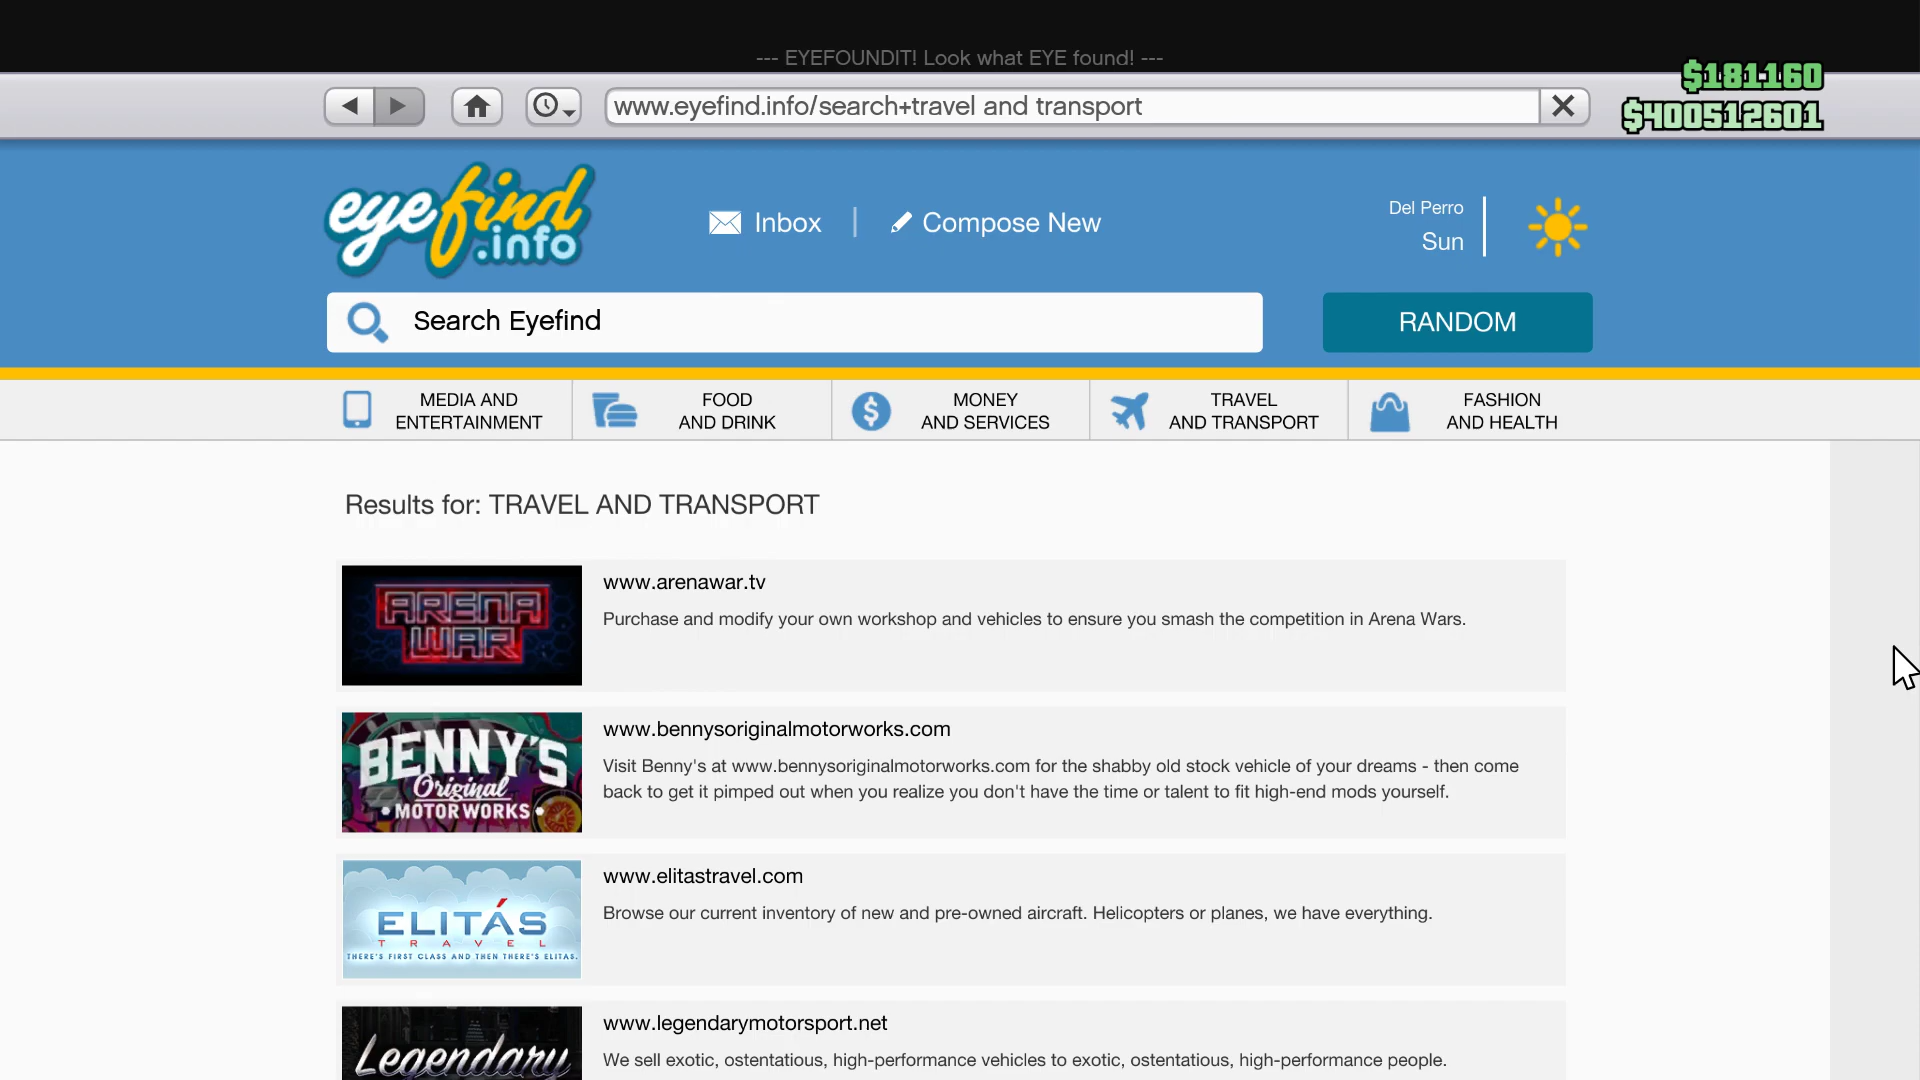 --- EYEFOUNDIT! Look what EYE found! ---
$181160
$400512601
www.eyefind.info/search+travel and transport
eyefind
.info
Inbox
Compose New
Del Perro
Sun
Search Eyefind
RANDOM
MEDIA AND
ENTERTAINMENT
FOOD
AND DRINK
MONEY
AND SERVICES
TRAVEL
AND TRANSPORT
FASHION
AND HEALTH
Results for: TRAVEL AND TRANSPORT
ARENA
WAR
www.arenawar.tv
Purchase and modify your own workshop and vehicles to ensure you smash the competition in Arena Wars.
BENNY'S
Original
MOTOR WORKS
www.bennysoriginalmotorworks.com
Visit Benny's at www.bennysoriginalmotorworks.com for the shabby old stock vehicle of your dreams - then come
back to get it pimped out when you realize you don't have the time or talent to fit high-end mods yourself.
ELITÁS
TRAVEL
THERE'S FIRST CLASS AND THEN THERE'S ELITAS.
www.elitastravel.com
Browse our current inventory of new and pre-owned aircraft. Helicopters or planes, we have everything.
Legendary
www.legendarymotorsport.net
We sell exotic, ostentatious, high-performance vehicles to exotic, ostentatious, high-performance people.